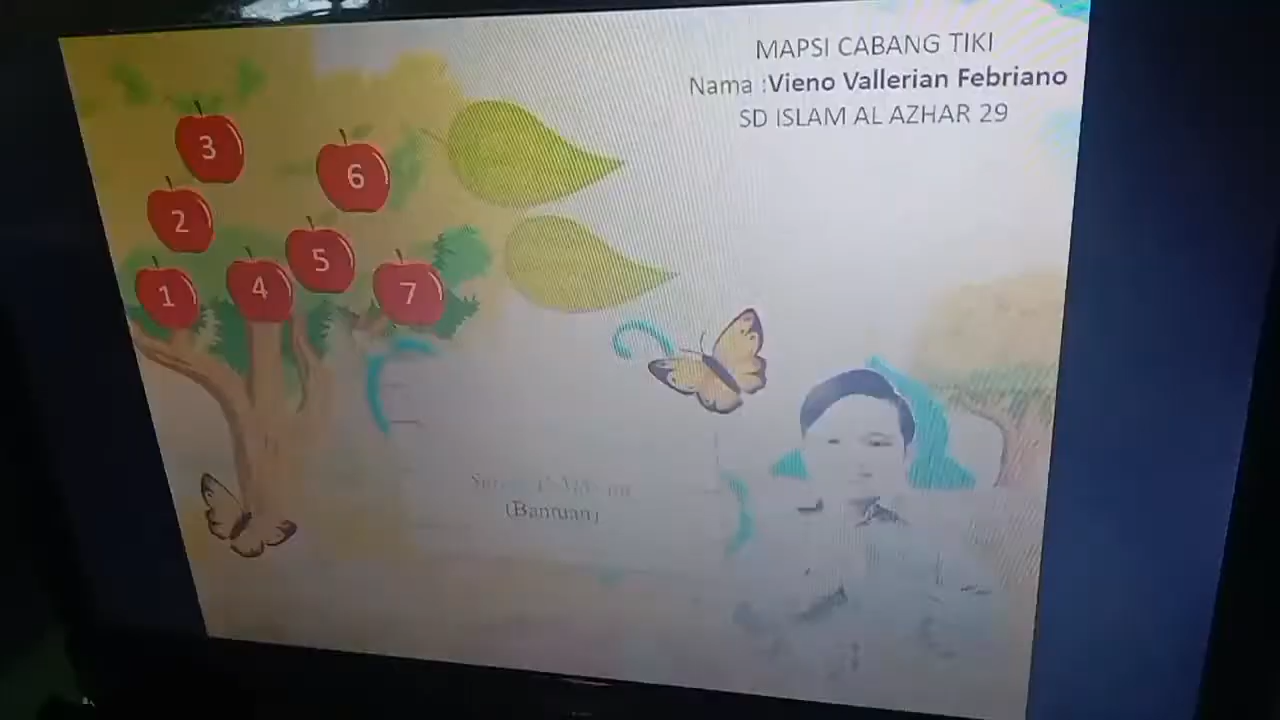 MAPSI CABANG TIKI
Nama :Vieno Vallerian Febriano
SD ISLAM AL AZHAR 29
3
6
2
5
1
4
7
(Bantuan)